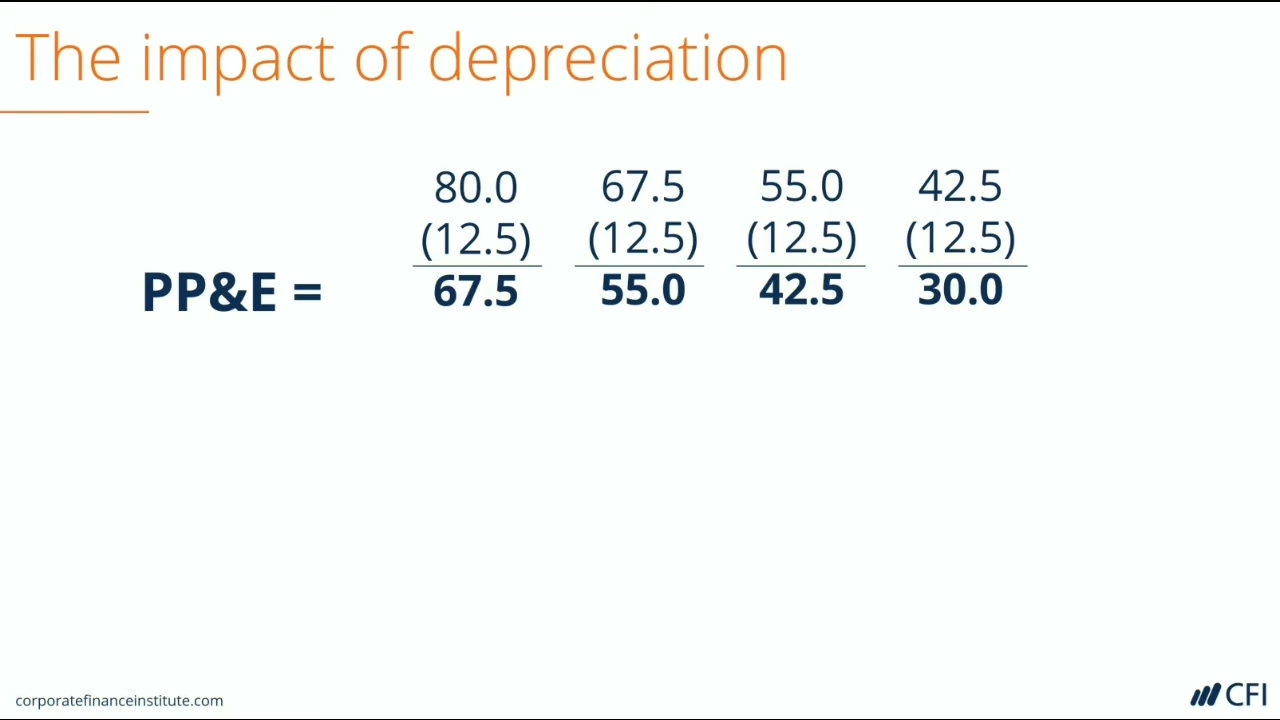 The impact of depreciation
80.0 67.5 55.0 42.5
(12.5) (12.5) (12.5) (12.5)
PP&E = 67.5 55.0 42.5 30.0
corporatefinanceinstitute.com
CFI